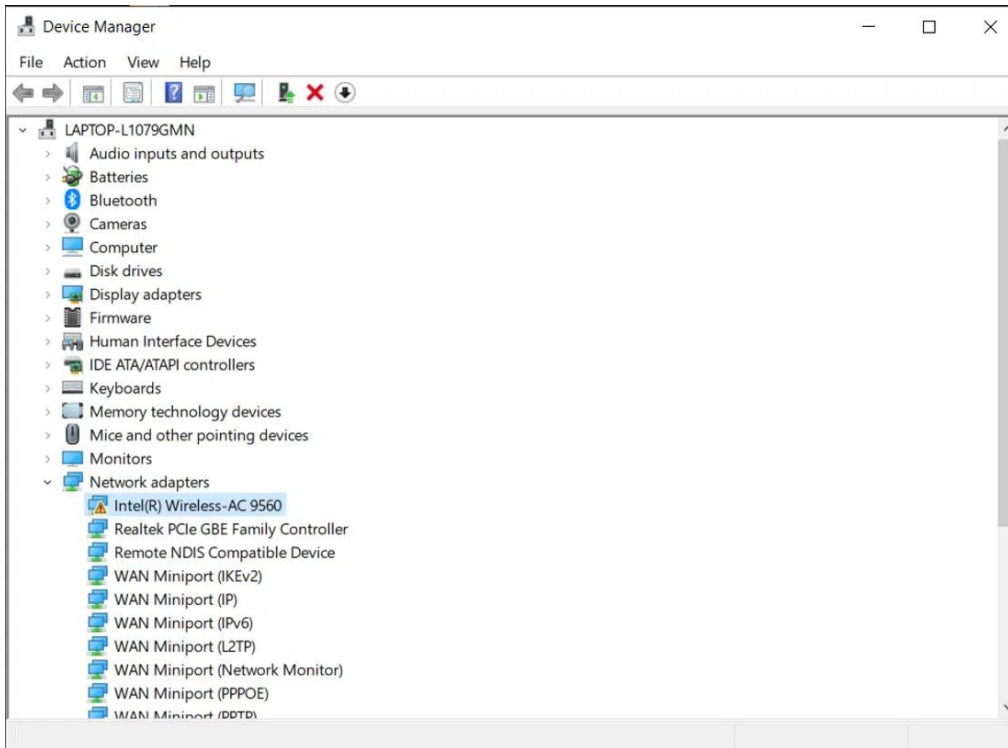 Device Manager
File Action View Help
LAPTOP-L1079GMN
Audio inputs and outputs
Batteries
Bluetooth
Cameras
Computer
Disk drives
Display adapters
Firmware
Human Interface Devices
IDE ATA/ATAPI controllers
Keyboards
Memory technology devices
Mice and other pointing devices
Monitors
Network adapters
Intel(R) Wireless-AC 9560
Realtek PCIe GBE Family Controller
Remote NDIS Compatible Device
WAN Miniport (IKEv2)
WAN Miniport (IP)
WAN Miniport (IPv6)
WAN Miniport (L2TP)
WAN Miniport (Network Monitor)
WAN Miniport (PPPOE)
WAN Miniport (PPTP)